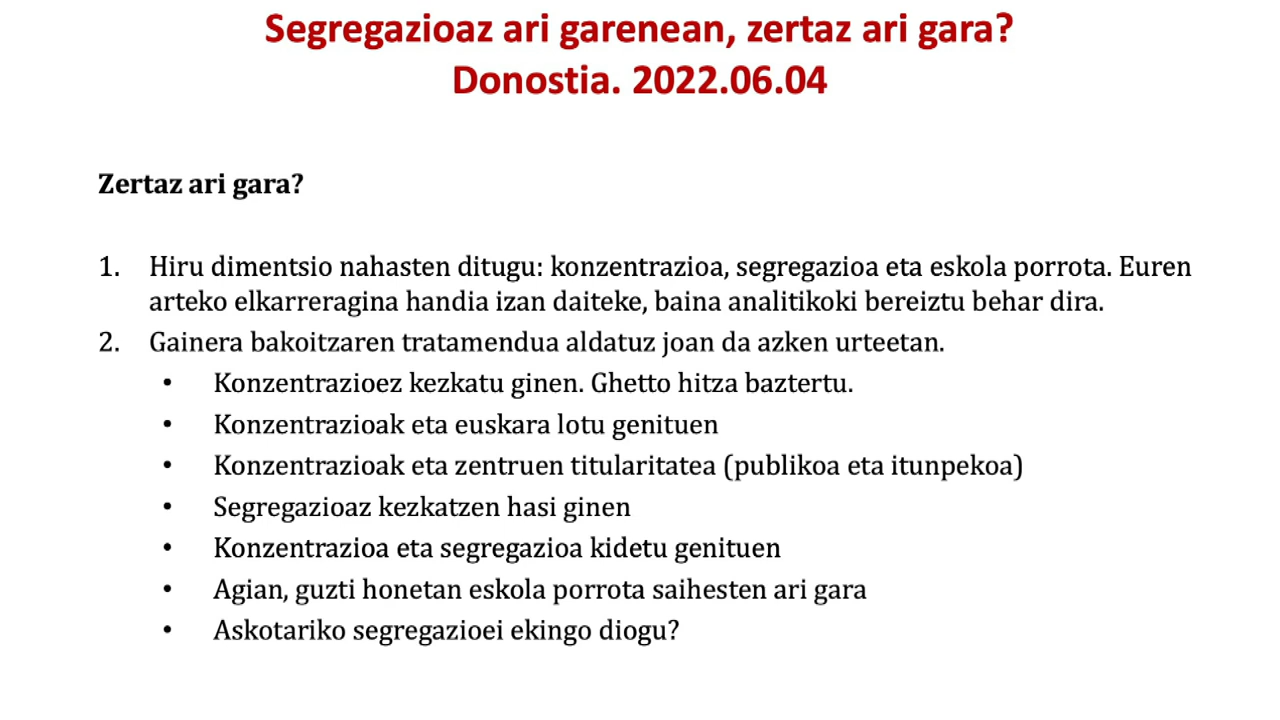 Segregazioaz ari garenean, zertaz ari gara?
Donostia. 2022.06.04
Zertaz ari gara?
1. Hiru dimentsio nahasten ditugu: konzentrazioa, segregazioa eta eskola porrota. Euren
arteko elkarreragina handia izan daiteke, baina analitikoki bereiztu behar dira.
2. Gainera bakoitzaren tratamendua aldatuz joan da azken urteetan.
• Konzentrazioez kezkatu ginen. Ghetto hitza baztertu.
• Konzentrazioak eta euskara lotu genituen
• Konzentrazioak eta zentruen titularitatea (publikoa eta itunpekoa)
• Segregazioaz kezkatzen hasi ginen
• Konzentrazioa eta segregazioa kidetu genituen
• Agian, guzti honetan eskola porrota saihesten ari gara
• Askotariko segregazioei ekingo diogu?